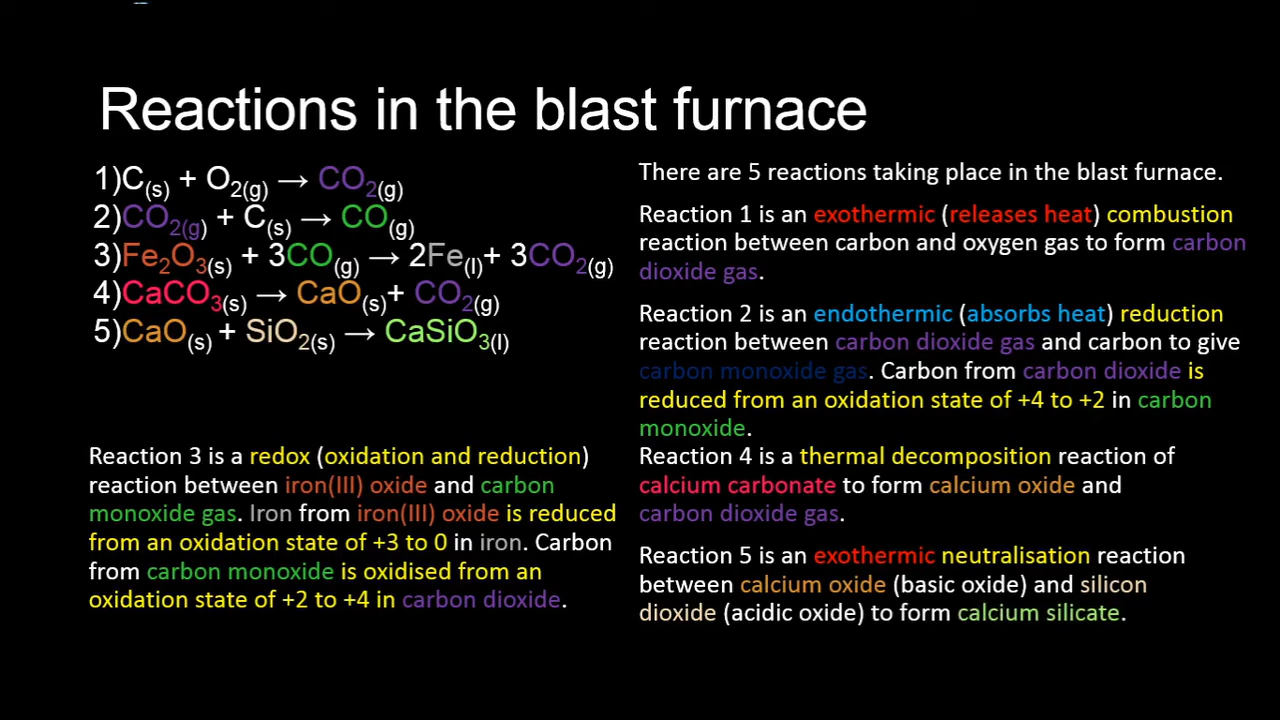 Reactions in the blast furnace
1)C(s) + O2(g) → CO2(g)
2)CO2(g) + C(s) → CO(g)
3)Fe2O3(s) + 3CO(g) → 2Fe(l)+ 3CO2(g)
4)CaCO3(s) → CaO(s)+ CO2(g)
5)CaO(s) + SiO2(s) → CaSiO3(l)
Reaction 3 is a redox (oxidation and reduction)
reaction between iron(III) oxide and carbon
monoxide gas. Iron from iron(III) oxide is reduced
from an oxidation state of +3 to 0 in iron. Carbon
from carbon monoxide is oxidised from an
oxidation state of +2 to +4 in carbon dioxide.
There are 5 reactions taking place in the blast furnace.
Reaction 1 is an exothermic (releases heat) combustion
reaction between carbon and oxygen gas to form carbon
dioxide gas.
Reaction 2 is an endothermic (absorbs heat) reduction
reaction between carbon dioxide gas and carbon to give
carbon monoxide gas. Carbon from carbon dioxide is
reduced from an oxidation state of +4 to +2 in carbon
monoxide.
Reaction 4 is a thermal decomposition reaction of
calcium carbonate to form calcium oxide and
carbon dioxide gas.
Reaction 5 is an exothermic neutralisation reaction
between calcium oxide (basic oxide) and silicon
dioxide (acidic oxide) to form calcium silicate.